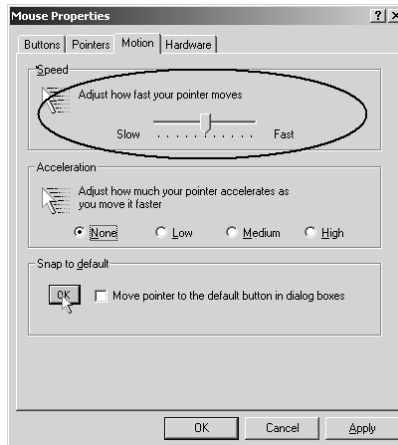 Mouse Properties
Buttons Pointers Motion Hardware
Speed
Adjust how fast your pointer moves
Slow Fast
Acceleration
Adjust how much your pointer accelerates as
you move it faster
None Low Medium High
Snap to default
OK Move pointer to the default button in dialog boxes
OK Cancel Apply